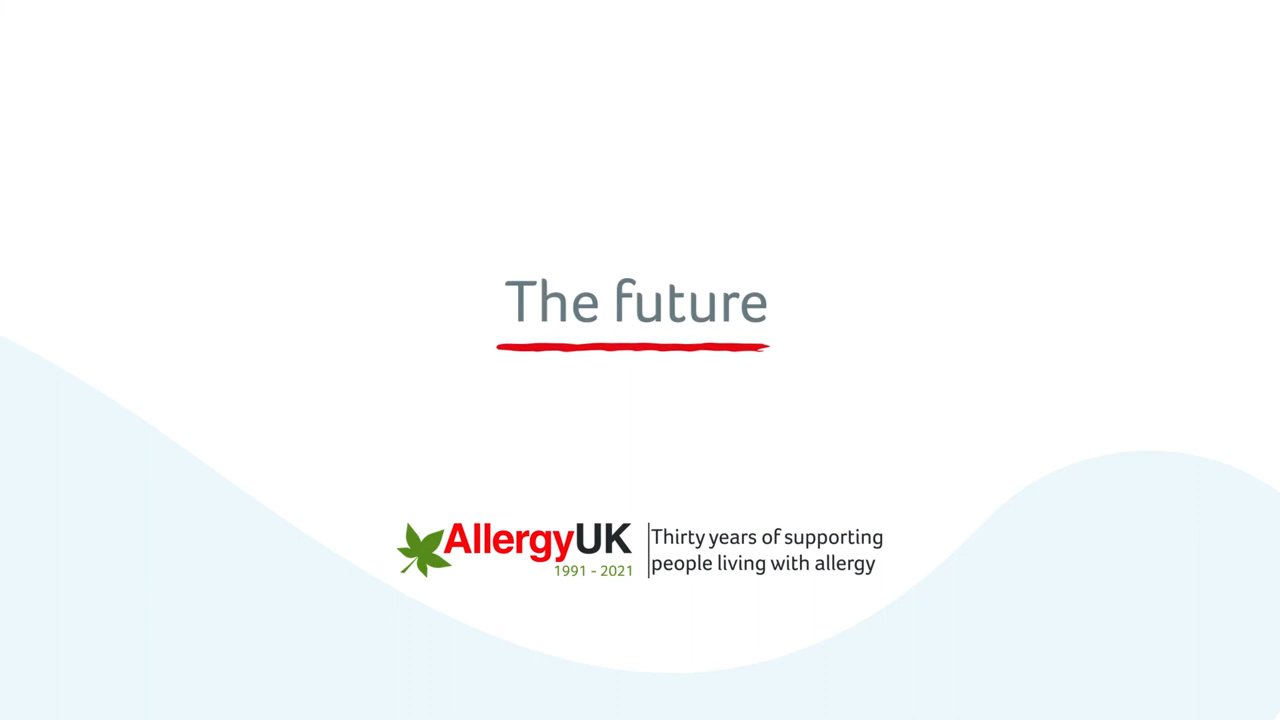 The future
AllergyUK
1991 - 2021
Thirty years of supporting
people living with allergy